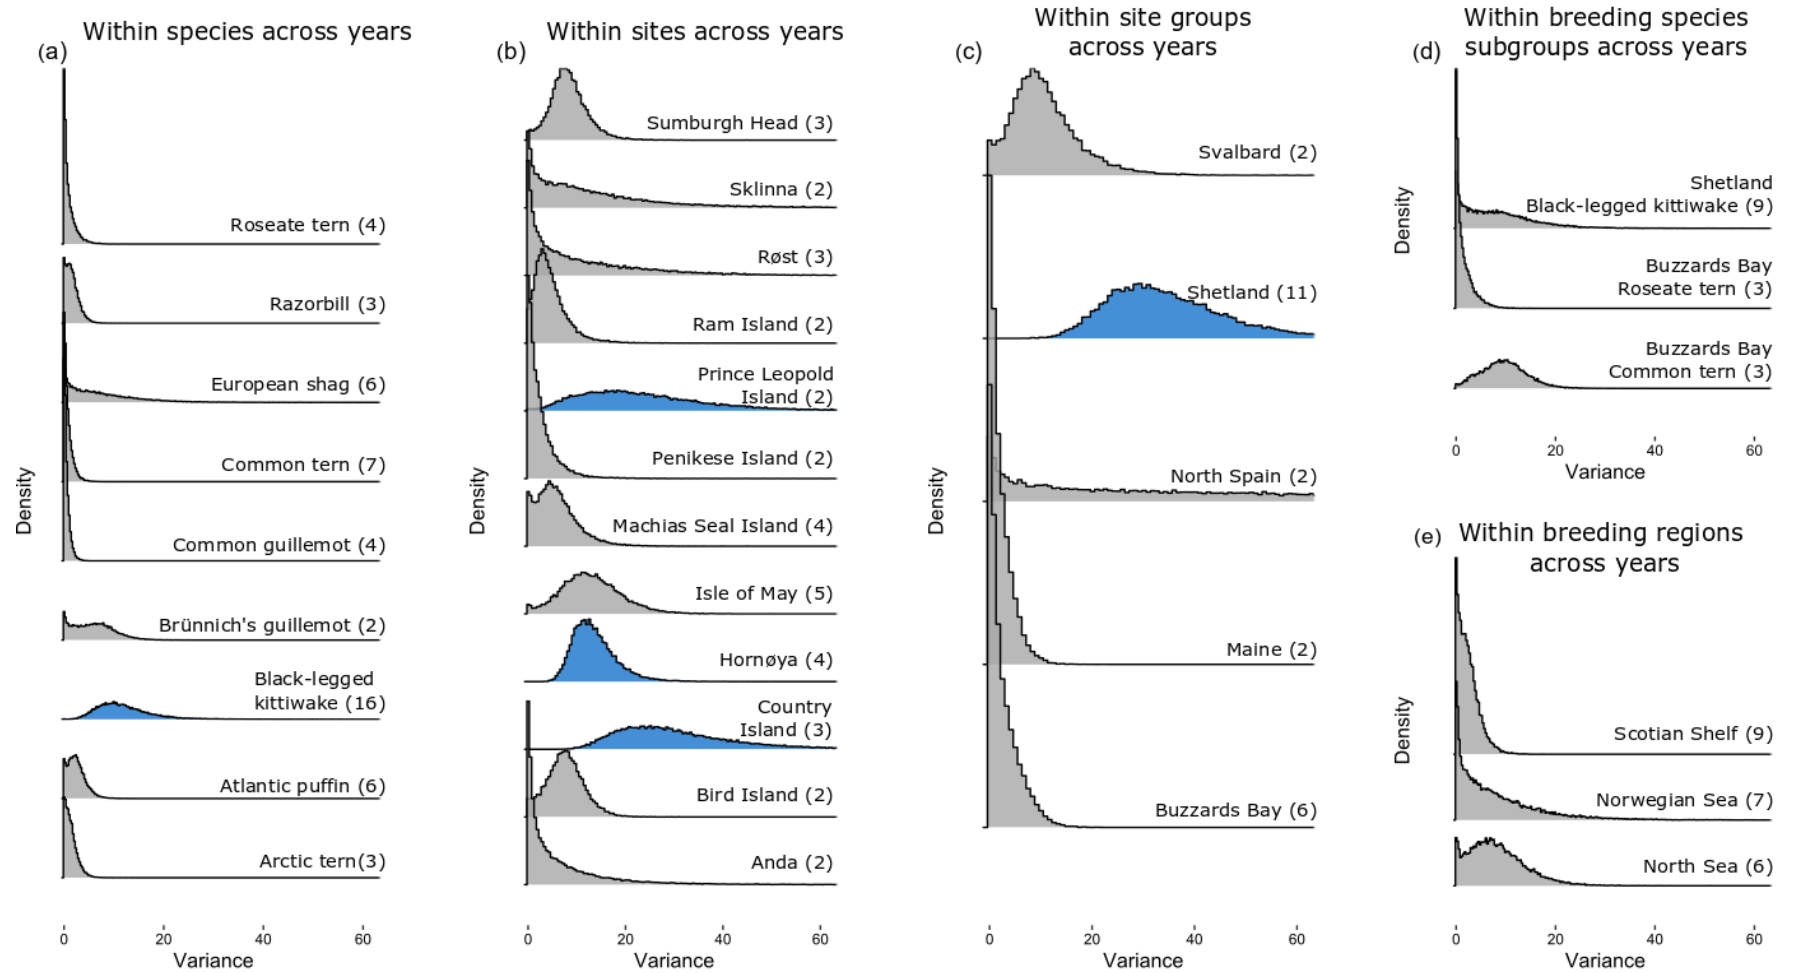 (a)
Within species across years
Roseate tern (4)
Razorbill (3)
European shag (6)
Common tern (7)
Common guillemot (4)
Brünnich's guillemot (2)
Black-legged
kittiwake (16)
Atlantic puffin (6)
Arctic tern(3)
Density
0 20 40 60
Variance
(b)
Within sites across years
Sumburgh Head (3)
Sklinna (2)
Røst (3)
Ram Island (2)
Prince Leopold
Island (2)
Penikese Island (2)
Machias Seal Island (4)
Isle of May (5)
Hornøya (4)
Country
Island (3)
Bird Island (2)
Anda (2)
Density
0 20 40 60
Variance
(c)
Within site groups
across years
Svalbard (2)
Shetland (11)
North Spain (2)
Maine (2)
Buzzards Bay (6)
Density
0 20 40 60
Variance
(d)
Within breeding species
subgroups across years
Shetland
Black-legged kittiwake (9)
Buzzards Bay
Roseate tern (3)
Buzzards Bay
Common tern (3)
Density
0 20 40 60
Variance
(e)
Within breeding regions
across years
Scotian Shelf (9)
Norwegian Sea (7)
North Sea (6)
Density
0 20 40 60
Variance